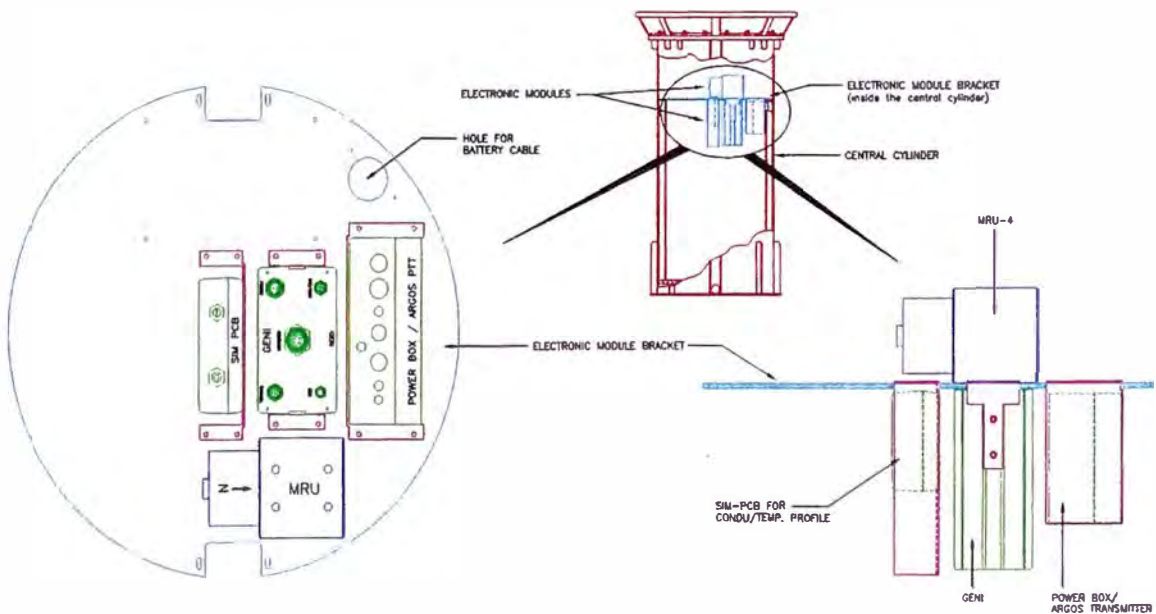 ELECTRONIC MODULES
ELECTRONIC MODULE BRACKET
(inside the central cylinder)
HOLE FOR
BATTERY CABLE
CENTRAL CYLINDER
MRU-4
SIM PCB
GENI
POWER BOX / ARGOS PTT
ELECTRONIC MODULE BRACKET
N
MRU
SIM-PCB FOR
CONDU/TEMP. PROFILE
GENI
POWER BOX/
ARGOS TRANSMITTER